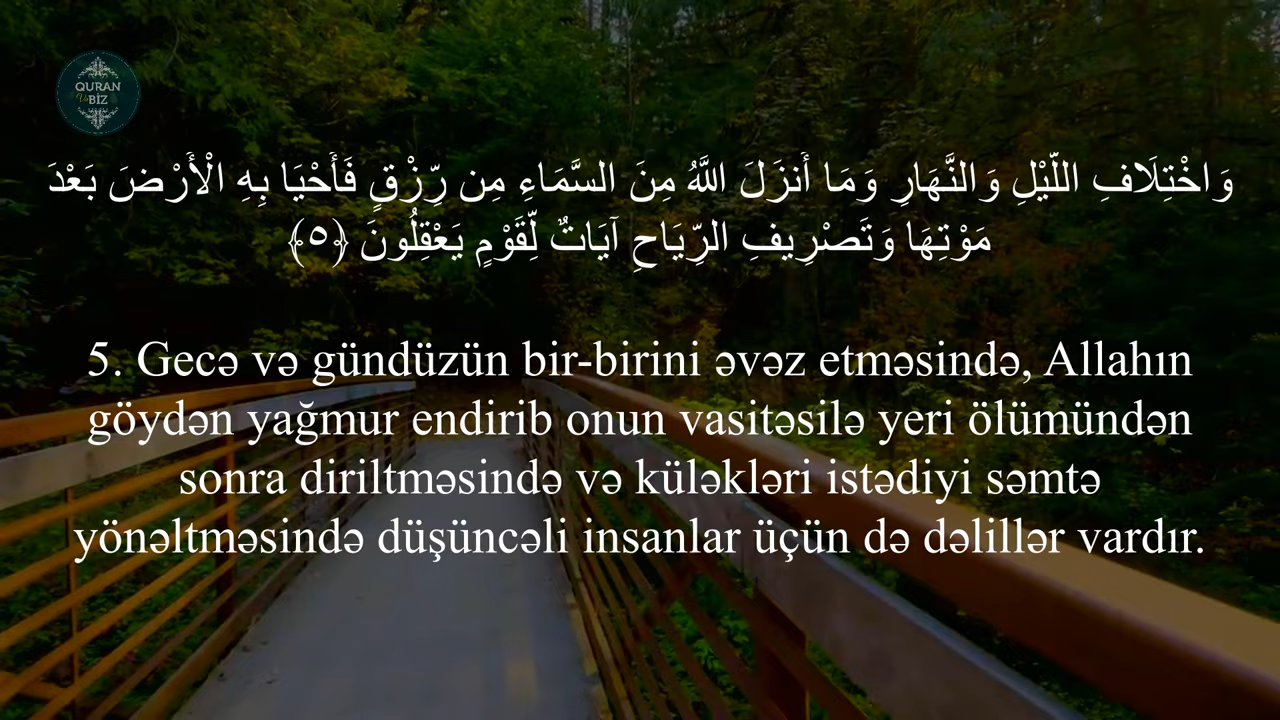 QURAN
Və
BİZ
وَاخْتِلَافِ اللَّيْلِ وَالنَّهَارِ وَمَا أَنزَلَ اللَّهُ مِنَ السَّمَاءِ مِن رِّزْقٍ فَأَحْيَا بِهِ الْأَرْضَ بَعْدَ
مَوْتِهَا وَتَصْرِيفِ الرِّيَاحِ آيَاتٌ لِّقَوْمٍ يَعْقِلُونَ ﴿٥﴾
5. Gecə və gündüzün bir-birini əvəz etməsində, Allahın
göydən yağmur endirib onun vasitəsilə yeri ölümündən
sonra diriltməsində və küləkləri istədiyi səmtə
yönəltməsində düşüncəli insanlar üçün də dəlillər vardır.